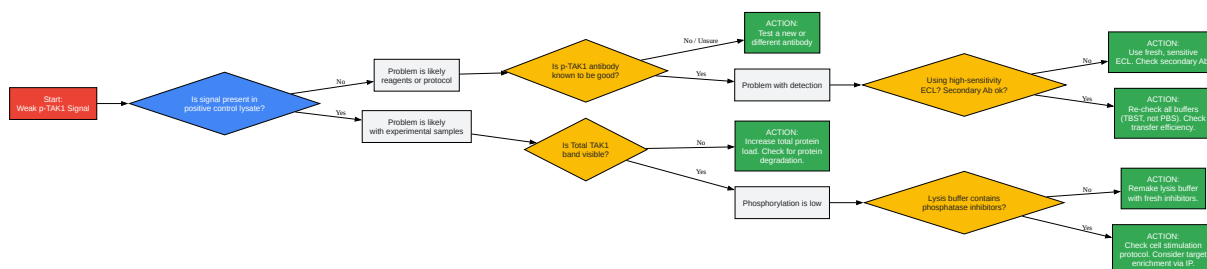 Start:
Weak p-TAK1 Signal
Is signal present in
positive control lysate?
No
Yes
Problem is likely
reagents or protocol
Problem is likely
with experimental samples
Is p-TAK1 antibody
known to be good?
No / Unsure
Yes
ACTION:
Test a new or
different antibody
Problem with detection
Using high-sensitivity
ECL? Secondary Ab ok?
No
Yes
ACTION:
Use fresh, sensitive
ECL. Check secondary Ab
ACTION:
Re-check all buffers
(TBST, not PBS). Check
transfer efficiency.
Is Total TAK1
band visible?
No
Yes
ACTION:
Increase total protein
load. Check for protein
degradation.
Phosphorylation is low
Lysis buffer contains
phosphatase inhibitors?
No
Yes
ACTION:
Remake lysis buffer
with fresh inhibitors.
ACTION:
Check cell stimulation
protocol. Consider target
enrichment via IP.